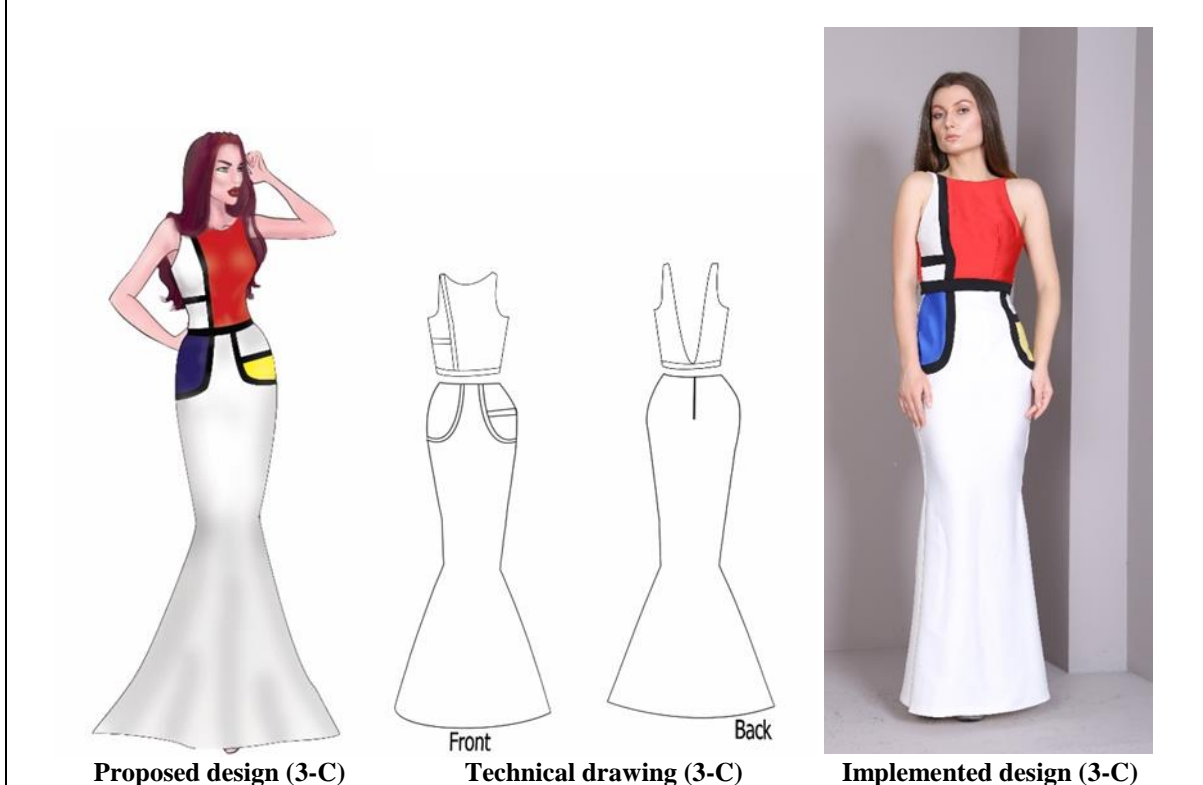 Front
Back
Proposed design (3-C)
Technical drawing (3-C)
Implemented design (3-C)